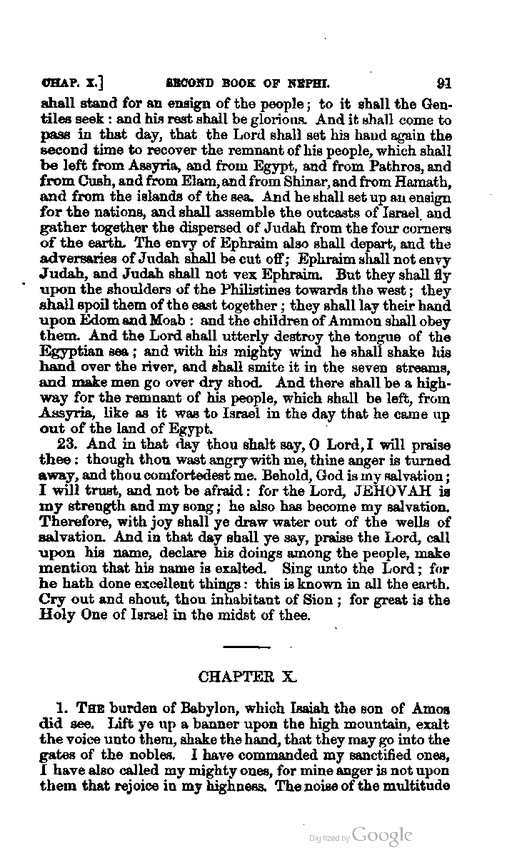 CHAP. X.] SECOND BOOK OF NEPHI. 91
shall stand for an ensign of the people; to it shall the Gen-
tiles seek: and his rest shall be glorious. And it shall come to
pass in that day, that the Lord shall set his hand again the
second time to recover the remnant of his people, which shall
be left from Assyria, and from Egypt, and from Pathros, and
from Cush, and from Elam, and from Shinar, and from Hamath,
and from the islands of the sea. And he shall set up an ensign
for the nations, and shall assemble the outcasts of Israel, and
gather together the dispersed of Judah from the four corners
of the earth. The envy of Ephraim also shall depart, and the
adversaries of Judah shall be cut off; Ephraim shall not envy
Judah, and Judah shall not vex Ephraim. But they shall fly
upon the shoulders of the Philistines towards the west; they
shall spoil them of the east together; they shall lay their hand
upon Edom and Moab: and the children of Ammon shall obey
them. And the Lord shall utterly destroy the tongue of the
Egyptian sea; and with his mighty wind he shall shake his
hand over the river, and shall smite it in the seven streams,
and make men go over dry shod. And there shall be a high-
way for the remnant of his people, which shall be left, from
Assyria, like as it was to Israel in the day that he came up
out of the land of Egypt.
23. And in that day thou shalt say, O Lord, I will praise
thee: though thou wast angry with me, thine anger is turned
away, and thou comfortedest me. Behold, God is my salvation;
I will trust, and not be afraid: for the Lord, JEHOVAH is
my strength and my song; he also has become my salvation.
Therefore, with joy shall ye draw water out of the wells of
salvation. And in that day shall ye say, praise the Lord, call
upon his name, declare his doings among the people, make
mention that his name is exalted. Sing unto the Lord; for
he hath done excellent things: this is known in all the earth.
Cry out and shout, thou inhabitant of Sion; for great is the
Holy One of Israel in the midst of thee.
CHAPTER X.
1. THE burden of Babylon, which Isaiah the son of Amos
did see. Lift ye up a banner upon the high mountain, exalt
the voice unto them, shake the hand, that they may go into the
gates of the nobles. I have commanded my sanctified ones,
I have also called my mighty ones, for mine anger is not upon
them that rejoice in my highness. The noise of the multitude
Digitized by Google